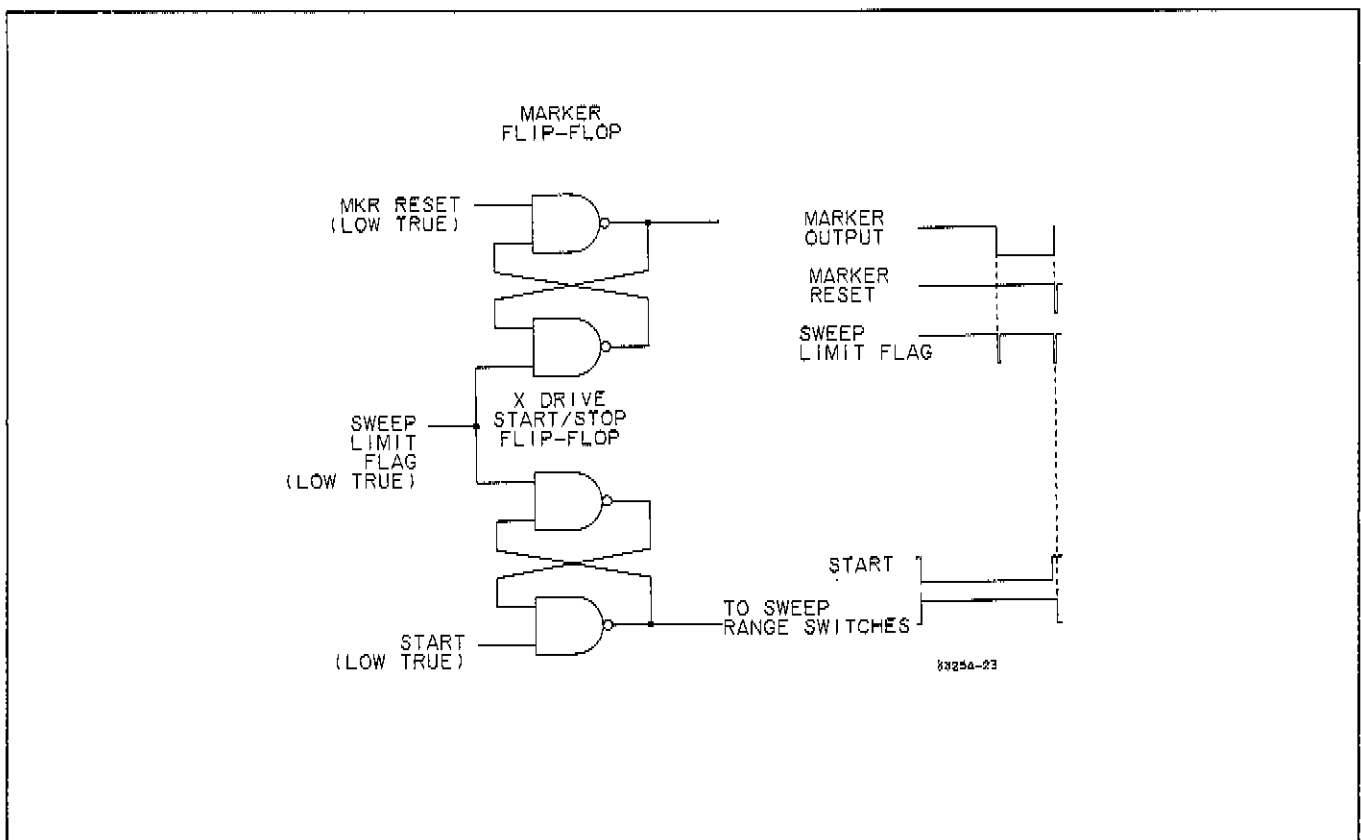 MARKER
FLIP-FLOP
MKR RESET
(LOW TRUE)
MARKER
OUTPUT
MARKER
RESET
SWEEP
LIMIT FLAG
X DRIVE
START/STOP
FLIP-FLOP
SWEEP
LIMIT
FLAG
(LOW TRUE)
START
TO SWEEP
RANGE SWITCHES
START
(LOW TRUE)
3325A-23